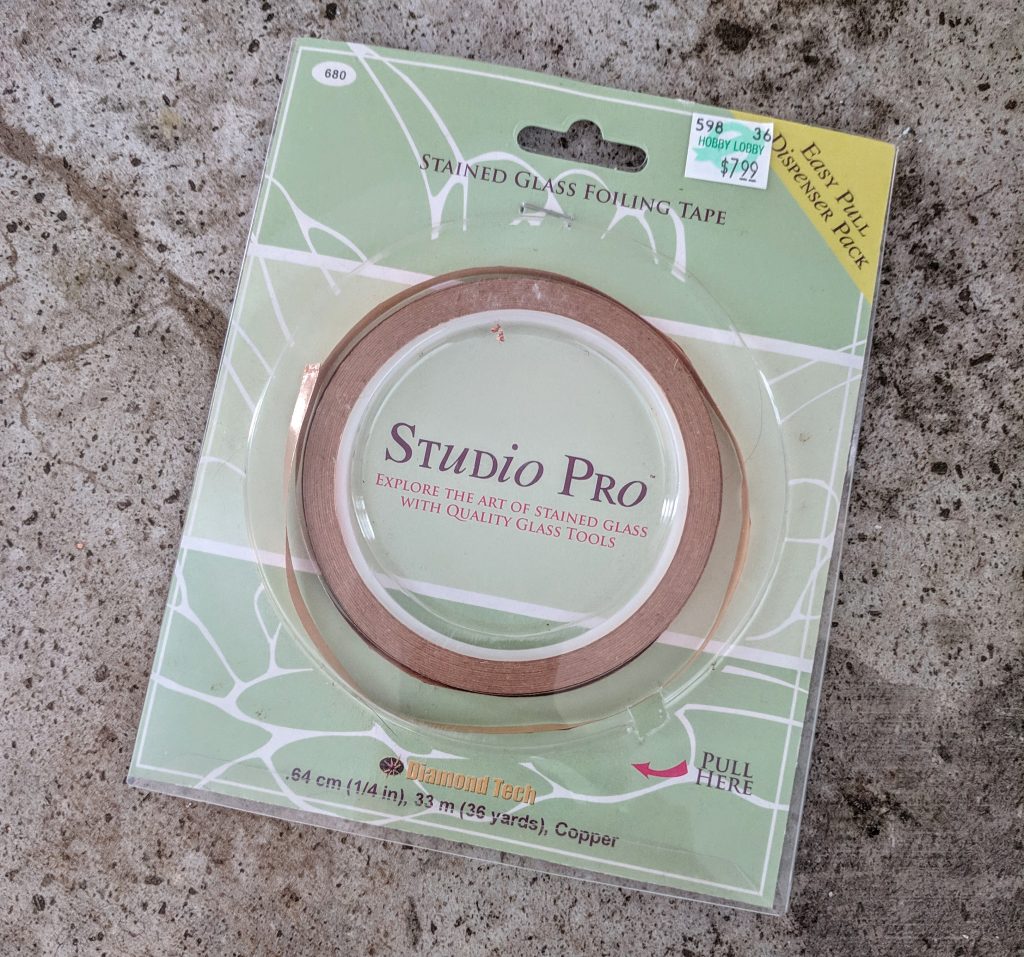 680
598 36
HOBBY LOBBY
$7.99
Easy Pull
Dispenser Pack
Stained Glass Foiling Tape
Studio Pro™
Explore the art of stained glass
with Quality Glass Tools
Pull
Here
Diamond Tech
.64 cm (1/4 in), 33 m (36 yards), Copper